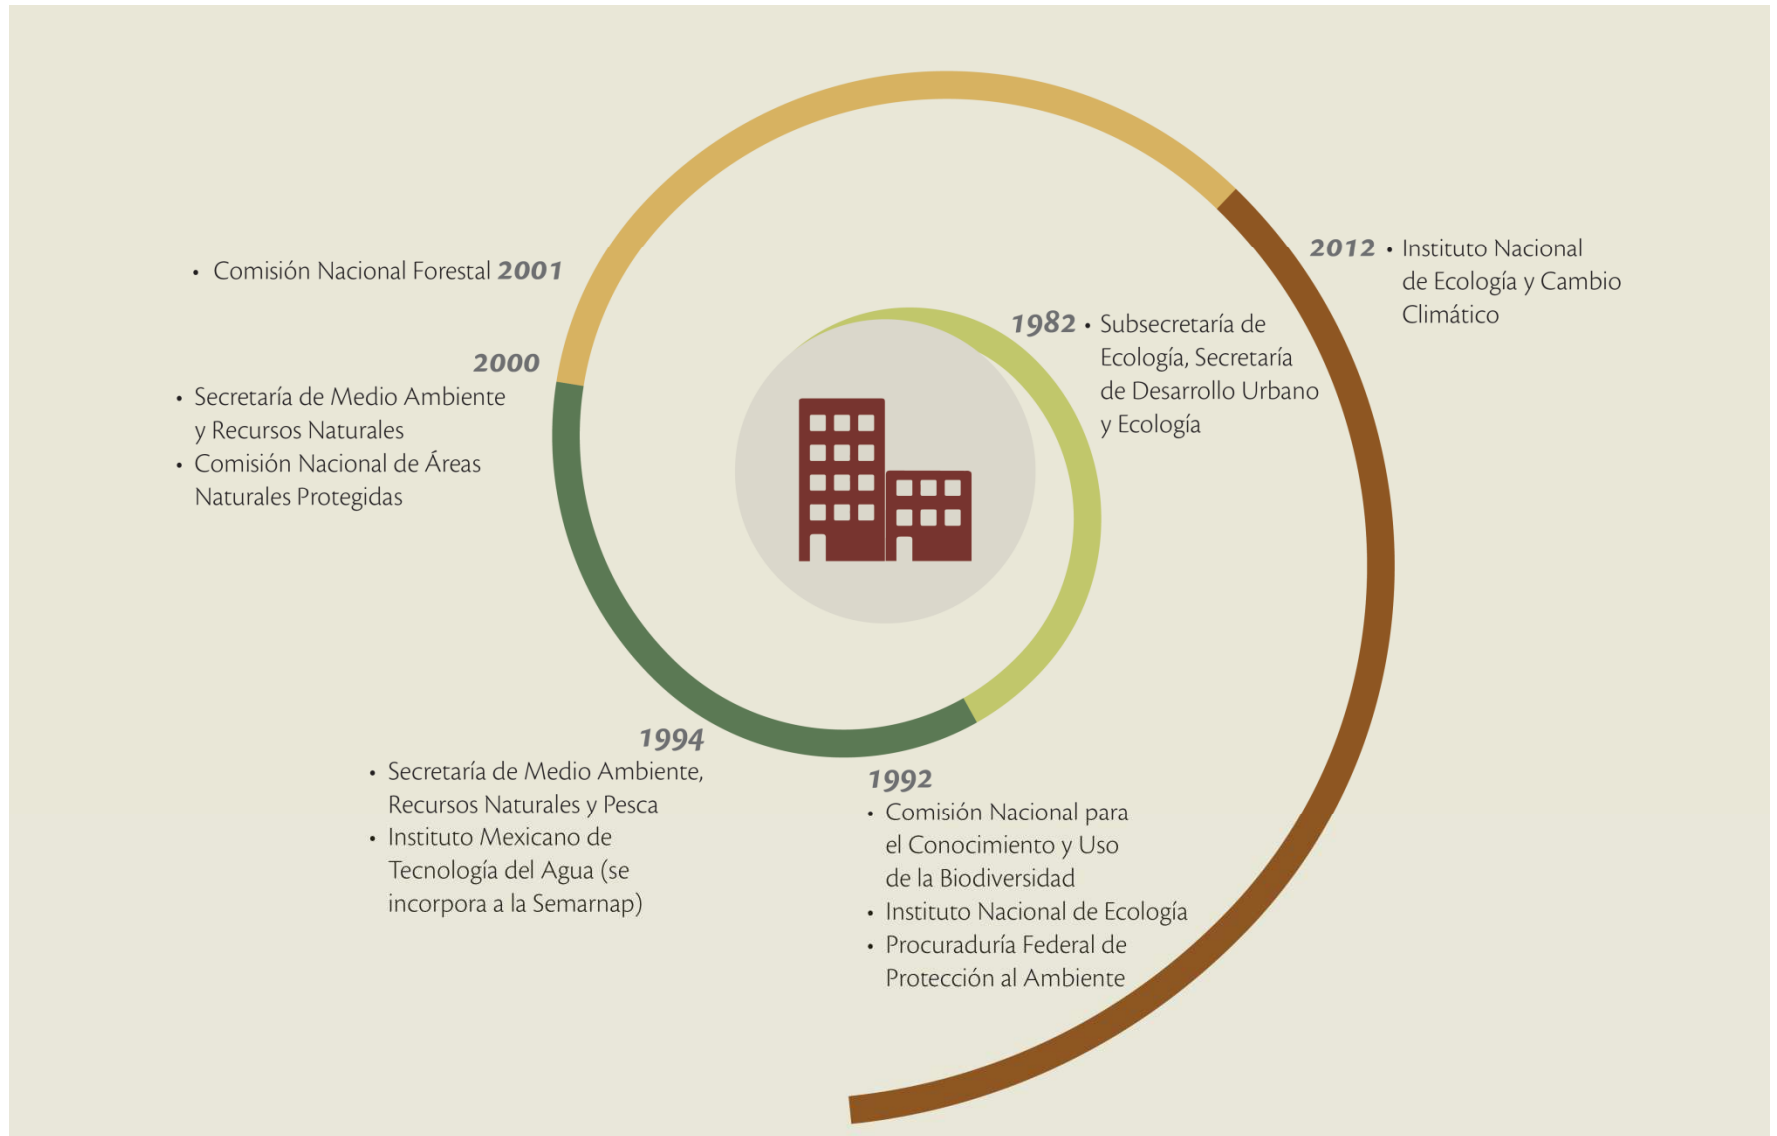 1982 • Subsecretaría de
Ecología, Secretaría
de Desarrollo Urbano
y Ecología
1992
• Comisión Nacional para
el Conocimiento y Uso
de la Biodiversidad
• Instituto Nacional de Ecología
• Procuraduría Federal de
Protección al Ambiente
1994
• Secretaría de Medio Ambiente,
Recursos Naturales y Pesca
• Instituto Mexicano de
Tecnología del Agua (se
incorpora a la Semarnap)
2000
• Secretaría de Medio Ambiente
y Recursos Naturales
• Comisión Nacional de Áreas
Naturales Protegidas
• Comisión Nacional Forestal 2001
2012 • Instituto Nacional
de Ecología y Cambio
Climático